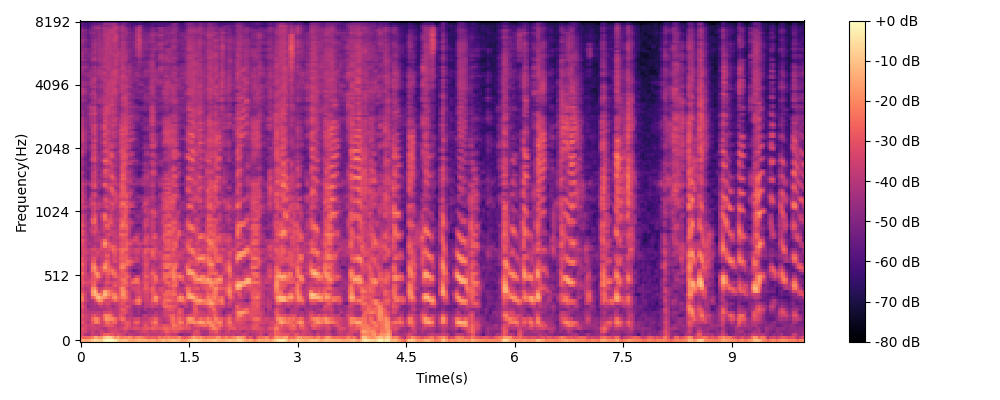 8192
4096
2048
1024
512
0
Frequency(Hz)
0 1.5 3 4.5 6 7.5 9
Time(s)
+0 dB
-10 dB
-20 dB
-30 dB
-40 dB
-50 dB
-60 dB
-70 dB
-80 dB